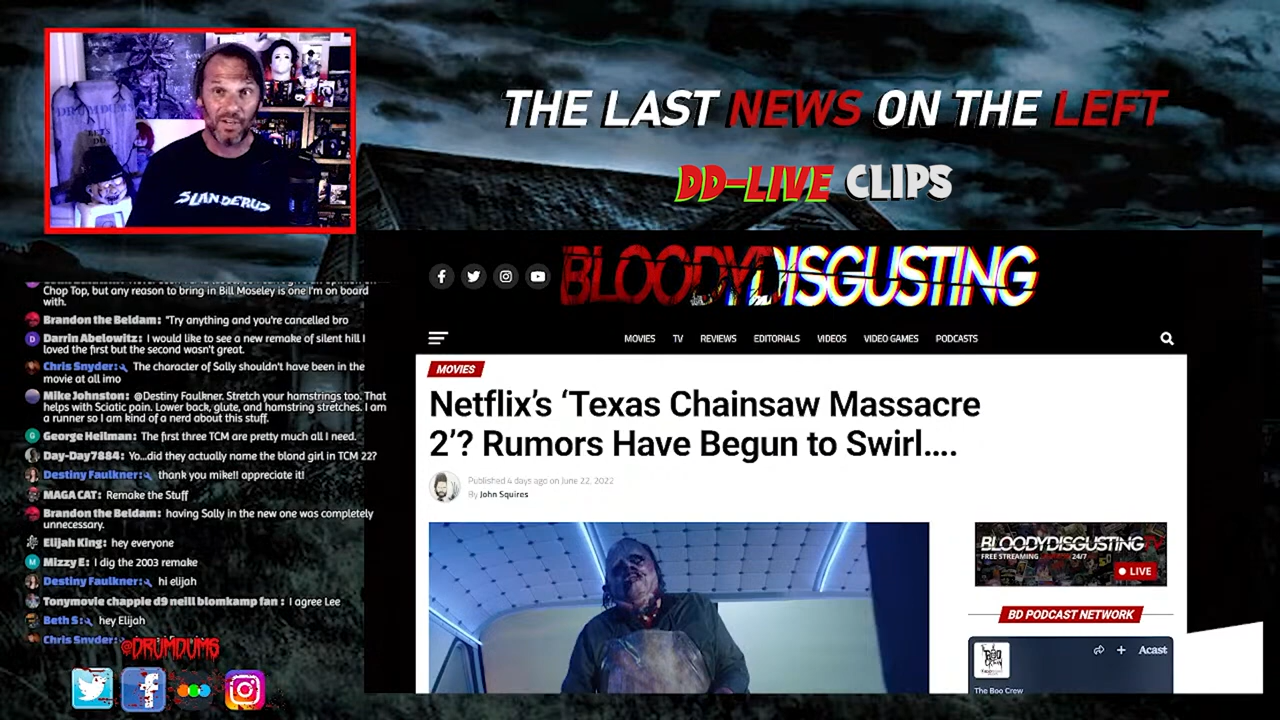 THE LAST NEWS ON THE LEFT
DD-LIVE CLIPS
SLANDERUS
Chop Top, but any reason to bring in Bill Moseley is one I'm on board
with.
Brandon the Beldam: "Try anything and you're cancelled bro
Darrin Abelowitz: I would like to see a new remake of silent hill I
loved the first but the second wasn't great.
Chris Snyder: The character of Sally shouldn't have been in the
movie at all imo
Mike Johnston: @Destiny Faulkner. Stretch your hamstrings too. That
helps with Sciatic pain. Lower back, glute, and hamstring stretches. I am
a runner so I am kind of a nerd about this stuff.
George Heilman: The first three TCM are pretty much all I need.
Day-Day7884: Yo...did they actually name the blond girl in TCM 22?
Destiny Faulkner: thank you mike!! appreciate it!
MAGA CAT: Remake the Stuff
Brandon the Beldam: having Sally in the new one was completely
unnecessary.
Elijah King: hey everyone
Mizzy E: I dig the 2003 remake
Destiny Faulkner: hi elijah
Tonymovie chappie d9 neill blomkamp fan : I agree Lee
Beth S: hey Elijah
Chris Snyder:
@DRUMDUMS
BLOODYDISGUSTING
MOVIES TV REVIEWS EDITORIALS VIDEOS VIDEO GAMES PODCASTS
MOVIES
Netflix's 'Texas Chainsaw Massacre
2'? Rumors Have Begun to Swirl....
Published 4 days ago on June 22, 2022
By John Squires
BLOODYDISGUSTING TV
FREE STREAMING 24/7
LIVE
BD PODCAST NETWORK
Acast
The Boo Crew